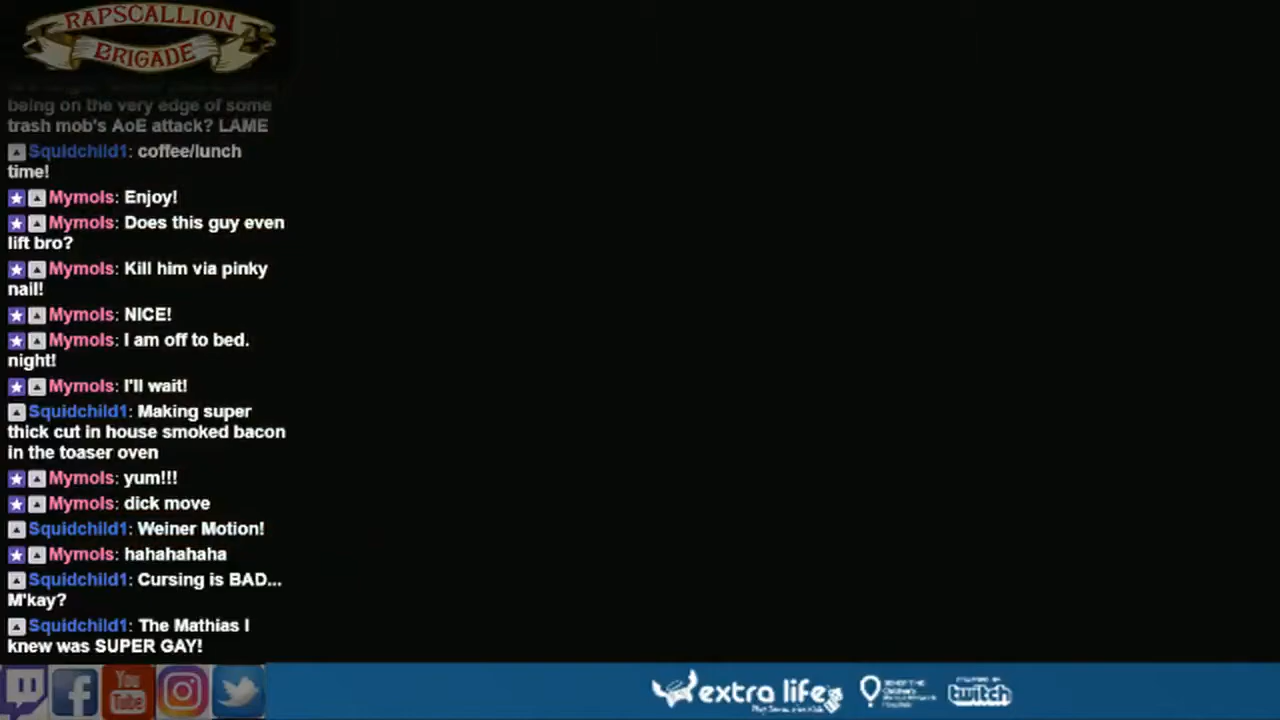 RAPSCALLION
BRIGADE
being on the very edge of some
trash mob's AoE attack? LAME
Squidchild1: coffee/lunch
time!
Mymols: Enjoy!
Mymols: Does this guy even
lift bro?
Mymols: Kill him via pinky
nail!
Mymols: NICE!
Mymols: I am off to bed.
night!
Mymols: I'll wait!
Squidchild1: Making super
thick cut in house smoked bacon
in the toaser oven
Mymols: yum!!!
Mymols: dick move
Squidchild1: Weiner Motion!
Mymols: hahahahaha
Squidchild1: Cursing is BAD...
M'kay?
Squidchild1: The Mathias I
knew was SUPER GAY!
You
Tube
extra life
twitch